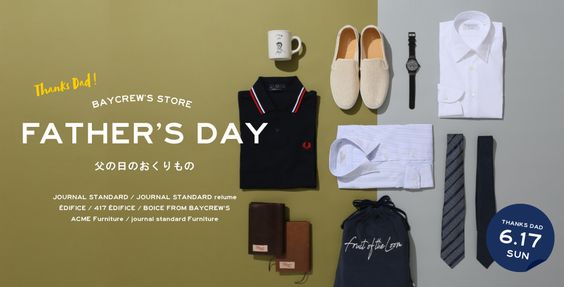 Thanks Dad!
BAYCREW'S STORE
FATHER'S DAY
父の日のおくりもの
JOURNAL STANDARD / JOURNAL STANDARD relume
ÉDIFICE / 417 ÉDIFICE / BOICE FROM BAYCREW'S
ACME Furniture / journal standard Furniture
Fruit of the Loom
THANKS DAD
6.17
SUN